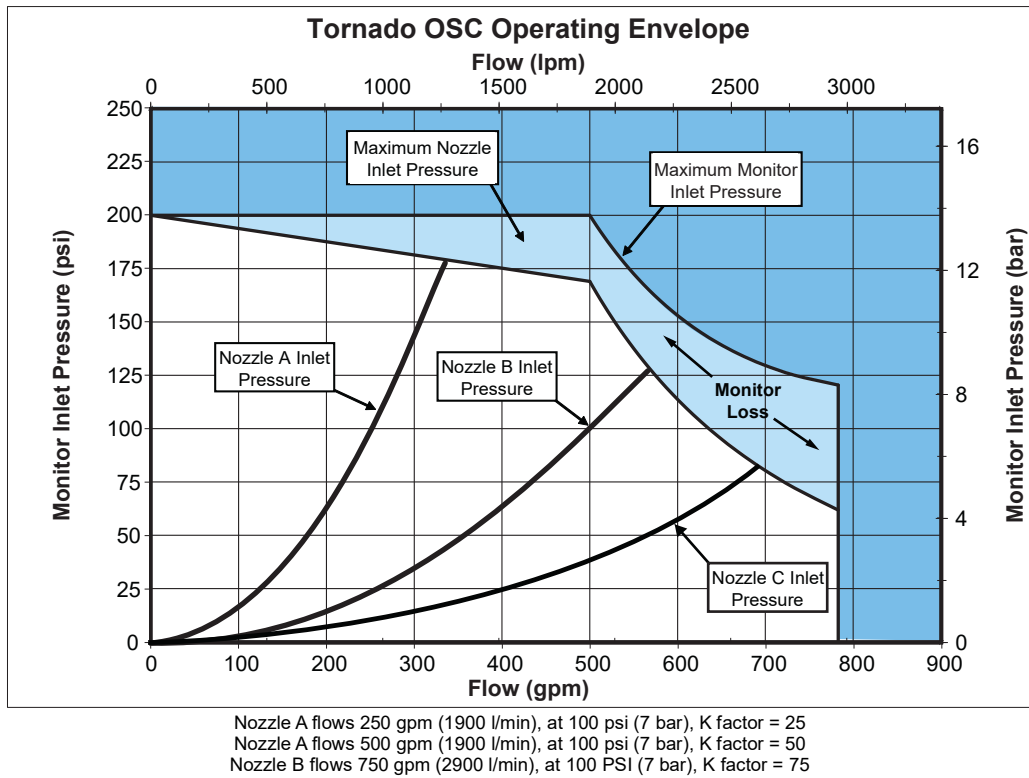 Tornado OSC Operating Envelope
Flow (lpm)
0 500 1000 1500 2000 2500 3000
250
225
200
175
150
125
100
75
50
25
0
Monitor Inlet Pressure (psi)
16
12
8
4
0
Monitor Inlet Pressure (bar)
Maximum Nozzle
Inlet Pressure
Maximum Monitor
Inlet Pressure
Nozzle A Inlet
Pressure
Nozzle B Inlet
Pressure
Monitor
Loss
Nozzle C Inlet
Pressure
0 100 200 300 400 500 600 700 800 900
Flow (gpm)
Nozzle A flows 250 gpm (1900 l/min), at 100 psi (7 bar), K factor = 25
Nozzle A flows 500 gpm (1900 l/min), at 100 psi (7 bar), K factor = 50
Nozzle B flows 750 gpm (2900 l/min), at 100 PSI (7 bar), K factor = 75